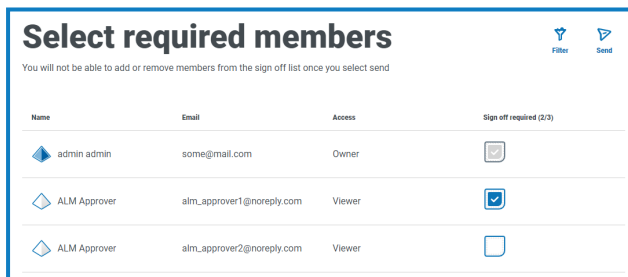 Select required members
Filter
Send
You will not be able to add or remove members from the sign off list once you select send
Name Email Access Sign off required (2/3)
admin admin some@mail.com Owner
ALM Approver alm_approver1@noreply.com Viewer
ALM Approver alm_approver2@noreply.com Viewer